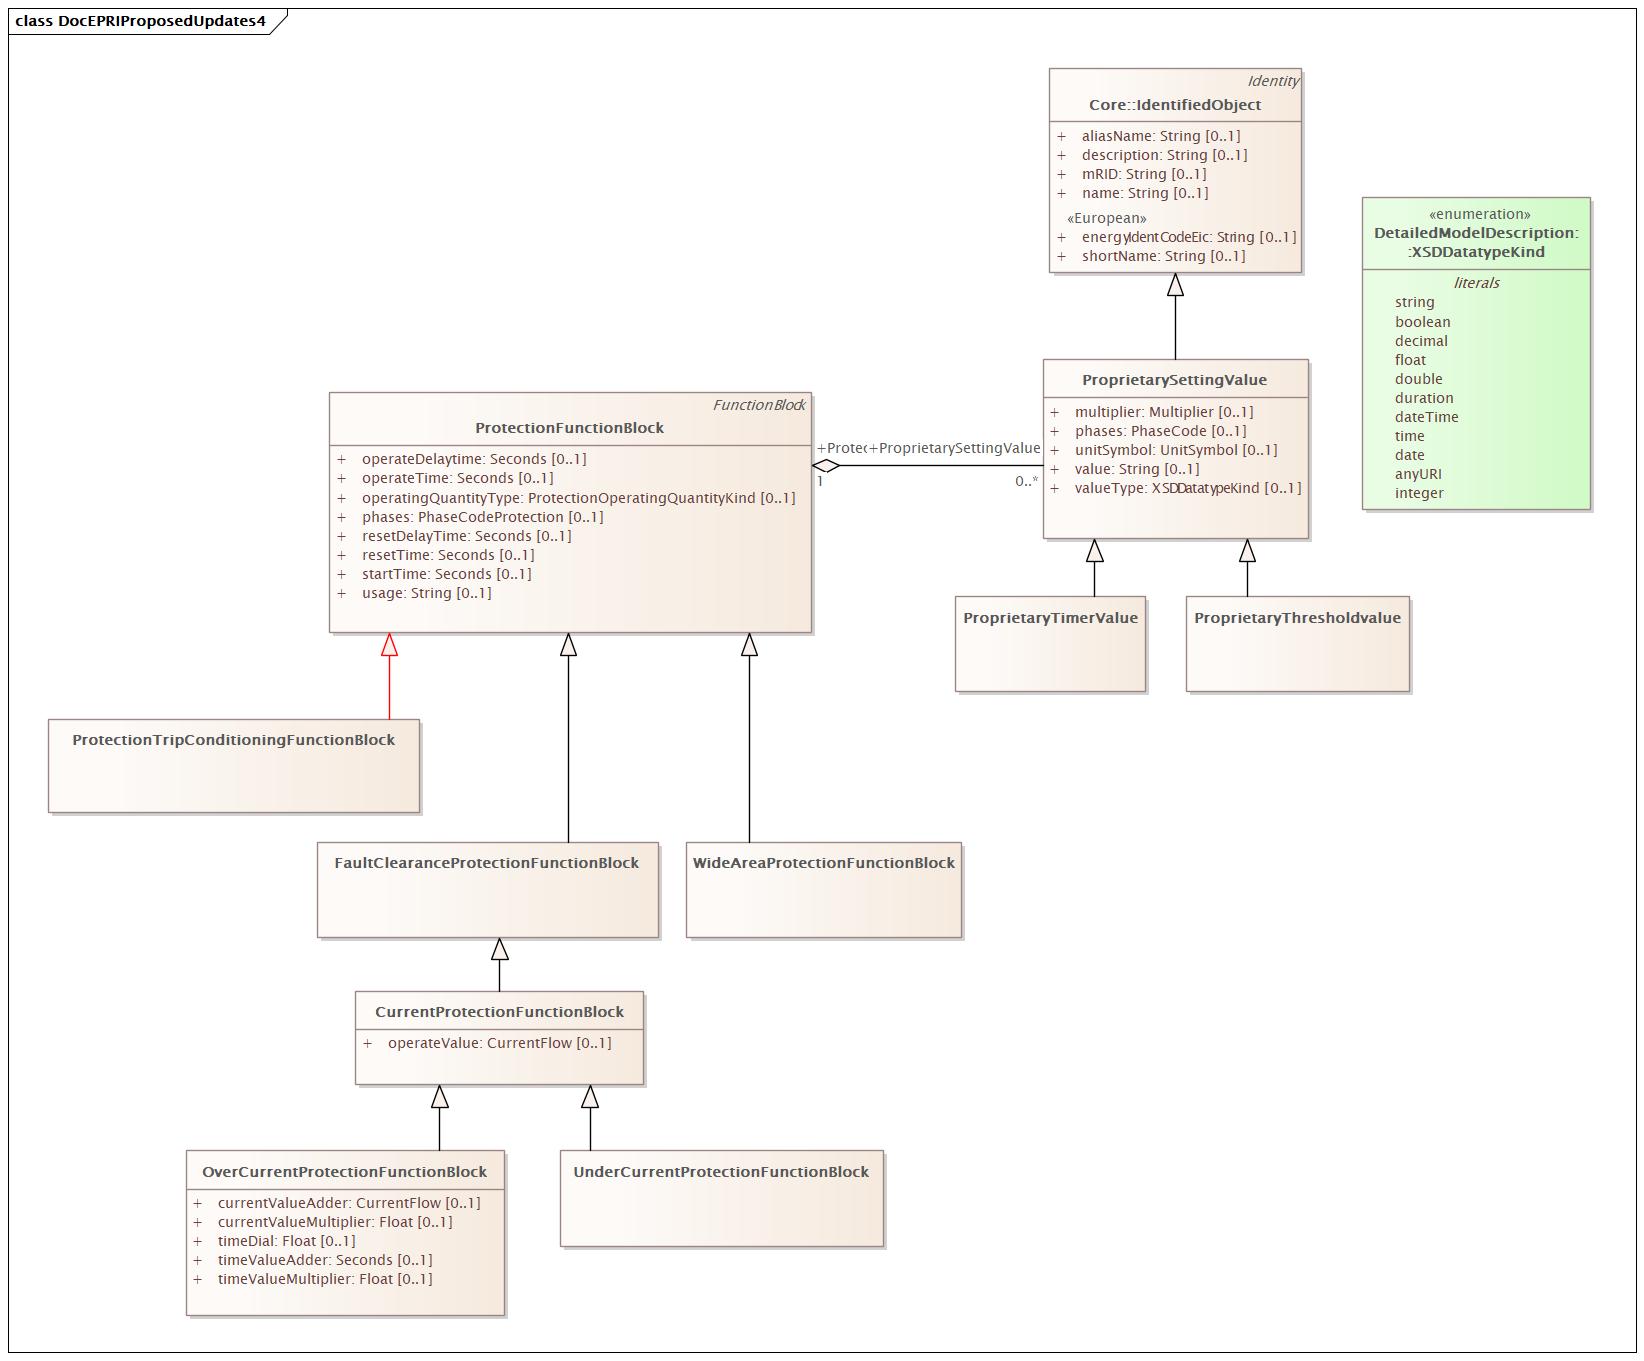 class DocEPRIProposedUpdates4
Identity
Core::IdentifiedObject
+ aliasName: String [0..1]
+ description: String [0..1]
+ mRID: String [0..1]
+ name: String [0..1]
«European»
+ energyIdentCodeEic: String [0..1]
+ shortName: String [0..1]
«enumeration»
DetailedModelDescription:
:XSDDatatypeKind
literals
string
boolean
decimal
float
double
duration
dateTime
time
date
anyURI
integer
ProprietarySettingValue
+ multiplier: Multiplier [0..1]
+ phases: PhaseCode [0..1]
+ unitSymbol: UnitSymbol [0..1]
+ value: String [0..1]
+ valueType: XSDDatatypeKind [0..1]
FunctionBlock
ProtectionFunctionBlock
+ operateDelaytime: Seconds [0..1]
+ operateTime: Seconds [0..1]
+ operatingQuantityType: ProtectionOperatingQuantityKind [0..1]
+ phases: PhaseCodeProtection [0..1]
+ resetDelayTime: Seconds [0..1]
+ resetTime: Seconds [0..1]
+ startTime: Seconds [0..1]
+ usage: String [0..1]
+Protec+ProprietarySettingValue
1 0..*
ProprietaryTimerValue
ProprietaryThresholdvalue
ProtectionTripConditioningFunctionBlock
FaultClearanceProtectionFunctionBlock
WideAreaProtectionFunctionBlock
CurrentProtectionFunctionBlock
+ operateValue: CurrentFlow [0..1]
OverCurrentProtectionFunctionBlock
+ currentValueAdder: CurrentFlow [0..1]
+ currentValueMultiplier: Float [0..1]
+ timeDial: Float [0..1]
+ timeValueAdder: Seconds [0..1]
+ timeValueMultiplier: Float [0..1]
UnderCurrentProtectionFunctionBlock